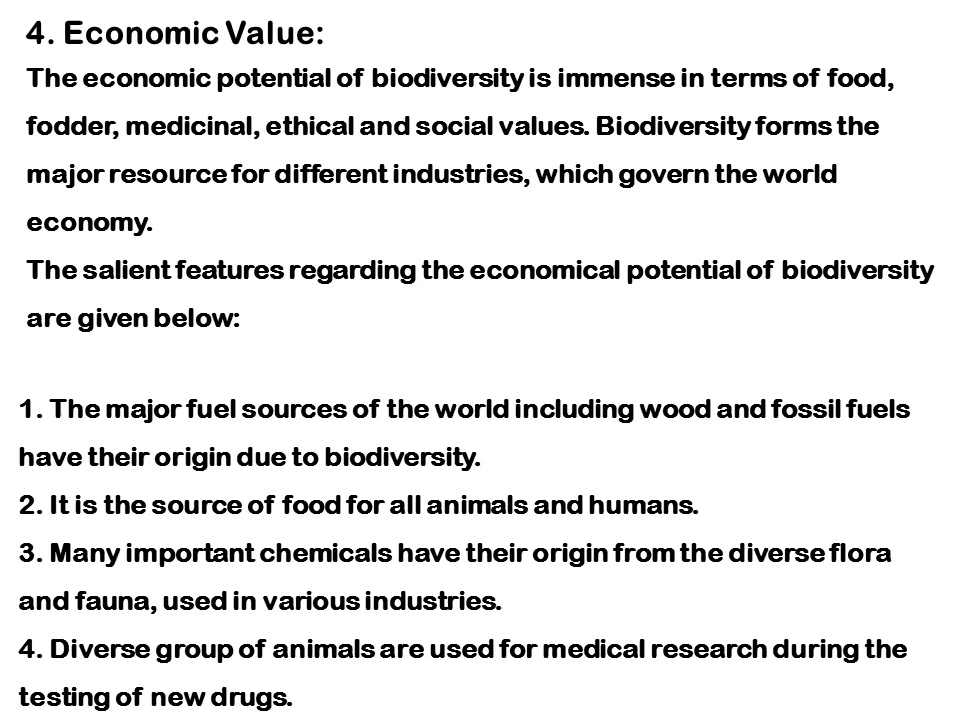 4. Economic Value:
The economic potential of biodiversity is immense in terms of food,
fodder, medicinal, ethical and social values. Biodiversity forms the
major resource for different industries, which govern the world
economy.
The salient features regarding the economical potential of biodiversity
are given below:
1. The major fuel sources of the world including wood and fossil fuels
have their origin due to biodiversity.
2. It is the source of food for all animals and humans.
3. Many important chemicals have their origin from the diverse flora
and fauna, used in various industries.
4. Diverse group of animals are used for medical research during the
testing of new drugs.